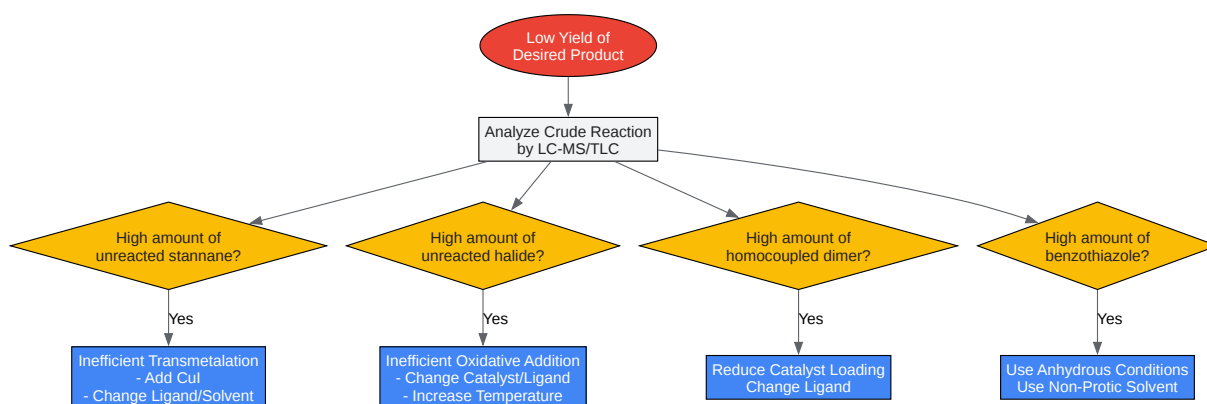 Low Yield of
Desired Product
Analyze Crude Reaction
by LC-MS/TLC
High amount of
unreacted stannane?
High amount of
unreacted halide?
High amount of
homocoupled dimer?
High amount of
benzothiazole?
Yes
Yes
Yes
Yes
Inefficient Transmetalation
- Add CuI
- Change Ligand/Solvent
Inefficient Oxidative Addition
- Change Catalyst/Ligand
- Increase Temperature
Reduce Catalyst Loading
Change Ligand
Use Anhydrous Conditions
Use Non-Protic Solvent